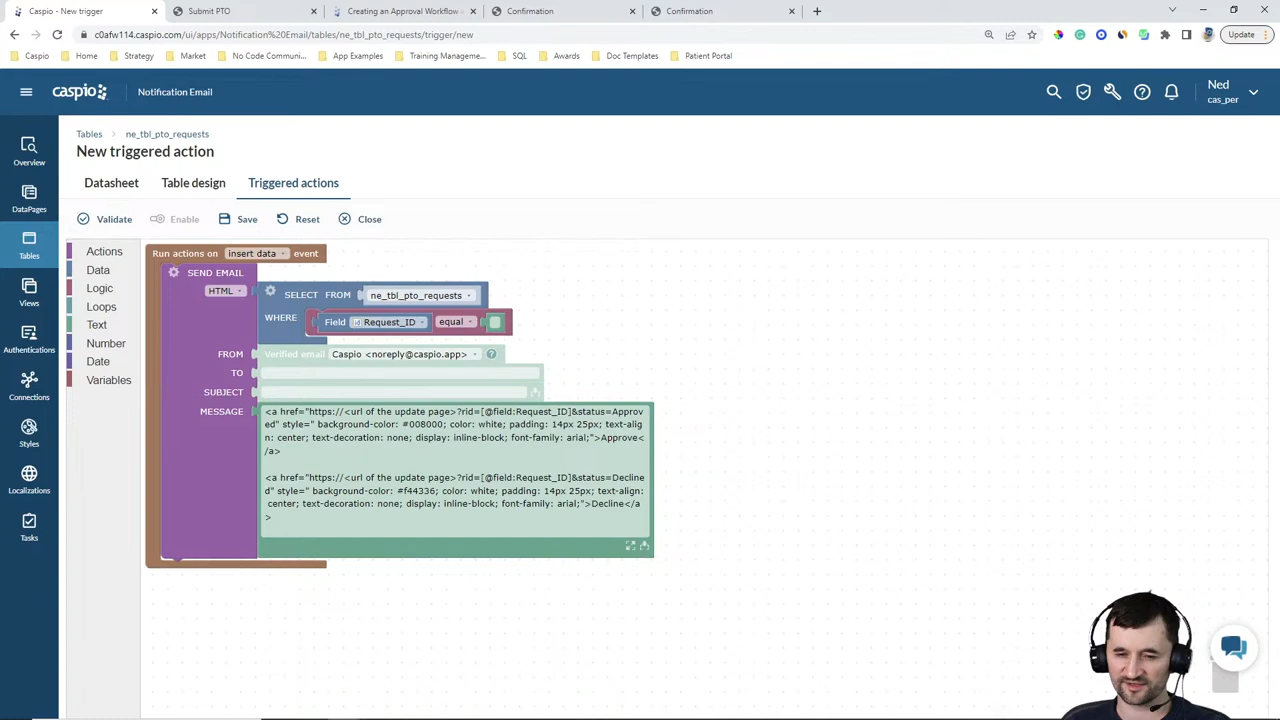 Caspio - New trigger
Submit PTO
Creating an Approval Workflow
Confirmation
Confirmation
c0afw114.caspio.com/ui/apps/Notification%20Email/tables/ne_tbl_pto_requests/trigger/new
Update
Caspio
Home
Strategy
Market
No Code Communi...
App Examples
Training Manageme...
SQL
Awards
Doc Templates
Patient Portal
caspio
Notification Email
Ned
cas_per
Tables > ne_tbl_pto_requests
New triggered action
Datasheet
Table design
Triggered actions
Validate
Enable
Save
Reset
Close
Overview
DataPages
Tables
Views
Authentications
Connections
Styles
Localizations
Tasks
Actions
Data
Logic
Loops
Text
Number
Date
Variables
Run actions on insert data event
SEND EMAIL
HTML
SELECT FROM ne_tbl_pto_requests
WHERE Field Request_ID equal
FROM Verified email Caspio <noreply@caspio.app> ?
TO
SUBJECT
MESSAGE
<a href="https://<url of the update page>?rid=[@field:Request_ID]&status=Approv
ed" style=" background-color: #008000; color: white; padding: 14px 25px; text-alig
n: center; text-decoration: none; display: inline-block; font-family: arial;">Approve<
/a>
<a href="https://<url of the update page>?rid=[@field:Request_ID]&status=Decline
d" style=" background-color: #f44336; color: white; padding: 14px 25px; text-align:
center; text-decoration: none; display: inline-block; font-family: arial;">Decline</a
>